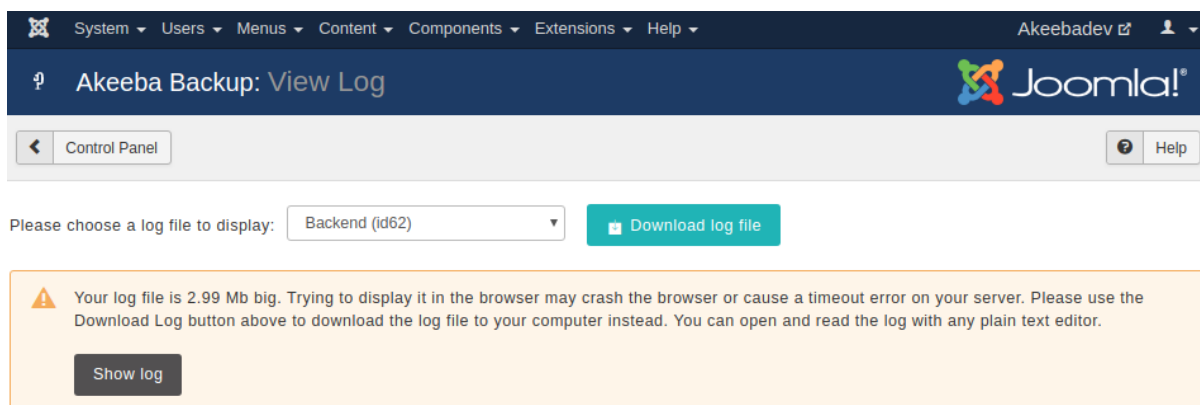 System Users Menus Content Components Extensions Help Akeebadev
Akeeba Backup: View Log Joomla!®
Control Panel Help
Please choose a log file to display: Backend (id62) Download log file
Your log file is 2.99 Mb big. Trying to display it in the browser may crash the browser or cause a timeout error on your server. Please use the
Download Log button above to download the log file to your computer instead. You can open and read the log with any plain text editor.
Show log